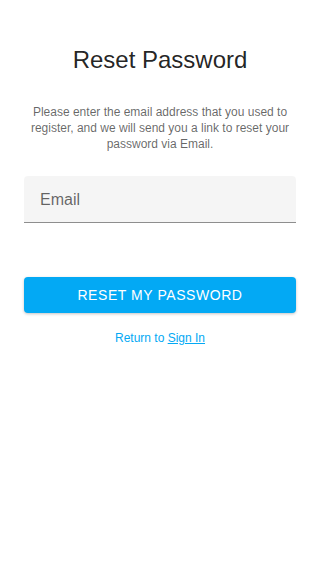 Reset Password
Please enter the email address that you used to
register, and we will send you a link to reset your
password via Email.
Email
RESET MY PASSWORD
Return to Sign In